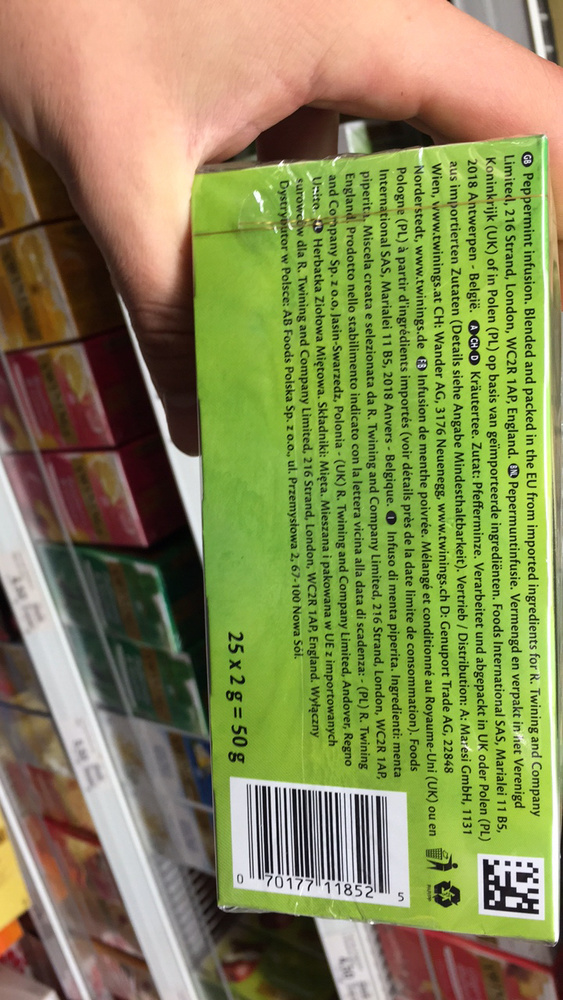 GB Peppermint infusion. Blended and packed in the EU from imported ingredients for R. Twining and Company
Limited, 216 Strand, London, WC2R 1AP, England. BNL Pepermuntinfusie. Vermengd en verpakt in het Verenigd
Koninkrijk (UK) of in Polen (PL) op basis van geïmporteerde ingrediënten. Foods International SAS, Marialei 11 B5,
2018 Antwerpen - België. A CH D Kräutertee. Zutat: Pfefferminze. Verarbeitet und abgepackt in UK oder Polen (PL)
aus importierten Zutaten (Details siehe Angabe Mindesthaltbarkeit). Vertrieb / Distribution: A: Maresi GmbH, 1131
Wien, www.twinings.at CH: Wander AG, 3176 Neuenegg, www.twinings.ch D: Genuport Trade AG, 22848
Norderstedt, www.twinings.de FB Infusion de menthe poivrée. Mélangé et conditionné au Royaume-Uni (UK) ou en
Pologne (PL) à partir d'ingrédients importés (voir détails près de la date limite de consommation). Foods
International SAS, Marialei 11 B5, 2018 Anvers - Belgique. I Infuso di menta piperita. Ingredienti: menta
piperita. Miscela creata e selezionata da R. Twining and Company Limited, 216 Strand, London, WC2R 1AP,
England. Prodotto nello stabilimento indicato con la lettera vicina alla data di scadenza: - (PL) R. Twining
and Company Sp. z o.o, Jasin-Swarzedz, Polonia - (UK) R. Twining and Company Limited. Andover, Regno
Unito. PL Herbatka Ziołowa Miętowa. Składniki: Mięta. Mieszana i pakowana w UE z importowanych
surowców dla R. Twining and Company Limited, 216 Strand, London, WC2R 1AP, England. Wyłączny
Dystrybutor w Polsce: AB Foods Polska Sp. z o.o., ul. Przemysłowa 2, 67-100 Nowa Sól.
25 x 2 g = 50 g
0 70177 11852 5